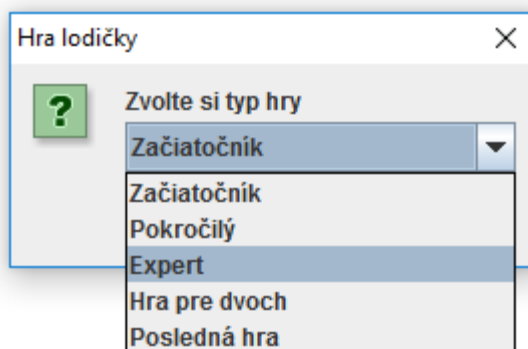 Hra lodičky
Zvolte si typ hry
Začiatočník
Začiatočník
Pokročilý
Expert
Hra pre dvoch
Posledná hra